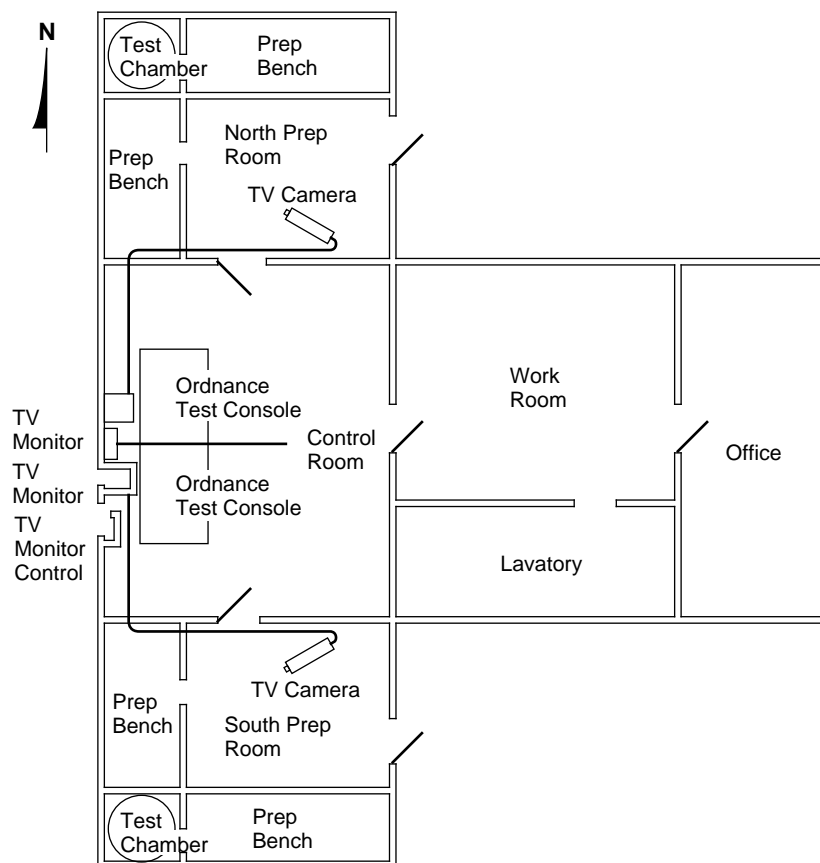 N
Test
Chamber
Prep
Bench
North Prep
Room
Prep
Bench
TV Camera
Ordnance
Test Console
Work
Room
TV
Monitor
Control
Room
Office
TV
Monitor
Ordnance
Test Console
TV
Monitor
Control
Lavatory
TV Camera
Prep
Bench
South Prep
Room
Test
Chamber
Prep
Bench